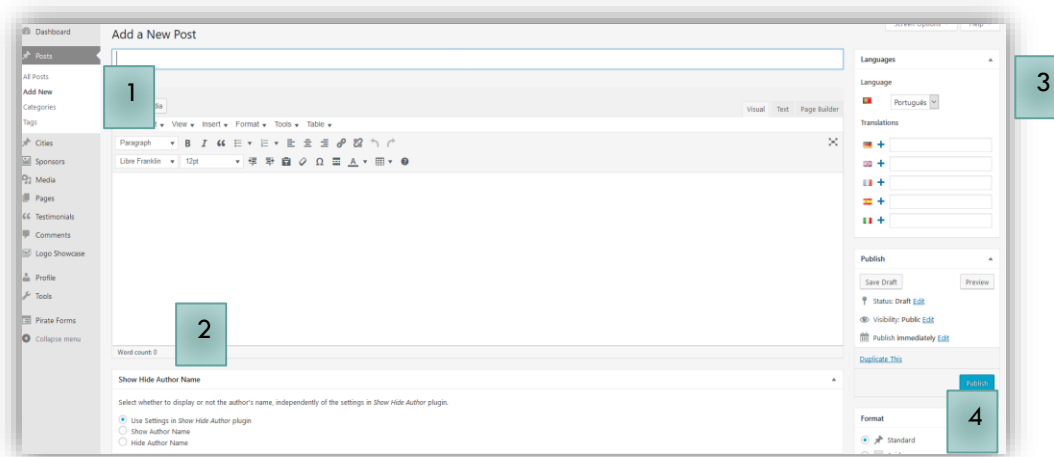 Dashboard
Posts
All Posts
Add New
Categories
Tags
Cities
Sponsors
Media
Pages
Testimonials
Comments
Logo Showcase
Profile
Tools
Pirate Forms
Collapse menu
Add a New Post
1
Visual Text Page Builder
View Insert Format Tools Table
Paragraph
Libre Franklin 12pt
2
Word count: 0
Show Hide Author Name
Select whether to display or not the author's name, independently of the settings in Show Hide Author plugin.
Use Settings in Show Hide Author plugin
Show Author Name
Hide Author Name
Languages
3
Language
Português
Translations
Publish
Save Draft Preview
Status: Draft Edit
Visibility: Public Edit
Publish immediately Edit
Duplicate This
Publish
4
Format
Standard